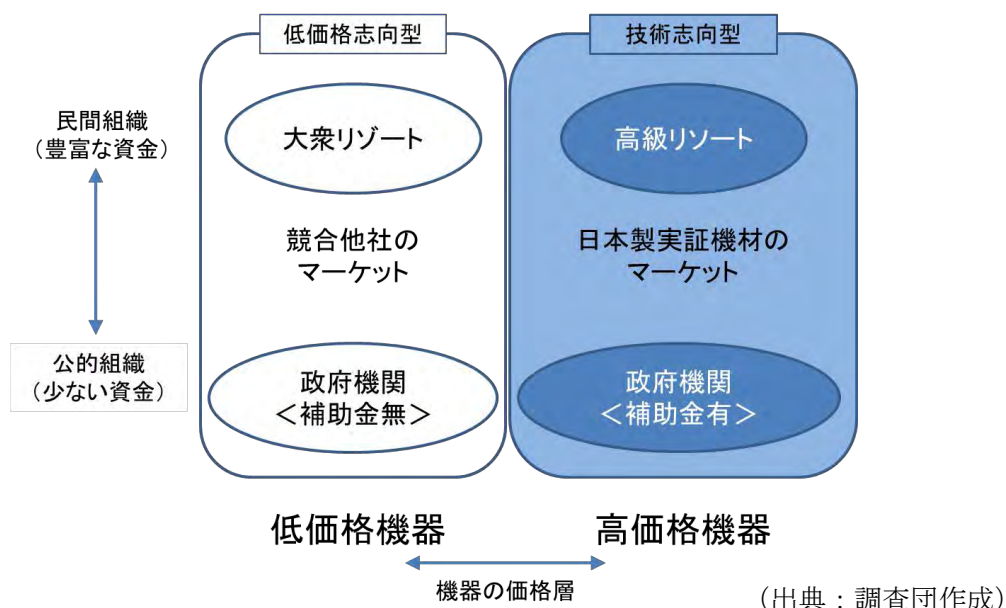 低価格志向型
技術志向型
民間組織
(豊富な資金)
大衆リゾート
高級リゾート
競合他社の
マーケット
日本製実証機材の
マーケット
公的組織
(少ない資金)
政府機関
＜補助金無＞
政府機関
＜補助金有＞
低価格機器
高価格機器
機器の価格層
(出典：調査団作成)